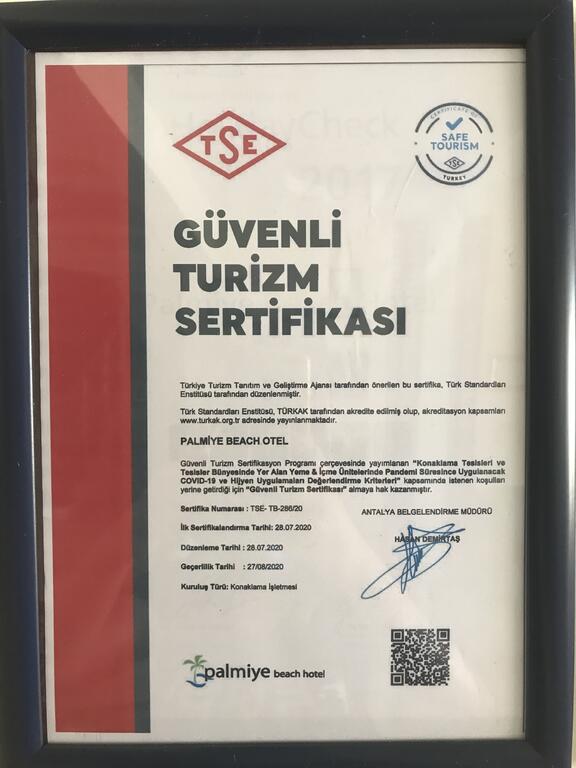 TSE
CERTIFICATE OF
SAFE
TOURISM
TSE
TURKEY
GÜVENLİ
TURİZM
SERTİFİKASI
Türkiye Turizm Tanıtım ve Geliştirme Ajansı tarafından önerilen bu sertifika, Türk Standardları
Enstitüsü tarafından düzenlenmiştir.
Türk Standardları Enstitüsü, TÜRKAK tarafından akredite edilmiş olup, akreditasyon kapsamları
www.turkak.org.tr adresinde yayınlanmaktadır.
PALMİYE BEACH OTEL
Güvenli Turizm Sertifikasyon Programı çerçevesinde yayımlanan "Konaklama Tesisleri ve
Tesisler Bünyesinde Yer Alan Yeme & İçme Ünitelerinde Pandemi Süresince Uygulanacak
COVID-19 ve Hijyen Uygulamaları Değerlendirme Kriterleri" kapsamında istenen koşulları
yerine getirdiği için "Güvenli Turizm Sertifikası" almaya hak kazanmıştır.
Sertifika Numarası : TSE- TB-286/20
ANTALYA BELGELENDİRME MÜDÜRÜ
İlk Sertifikalandırma Tarihi: 28.07.2020
HASAN DEMİRTAŞ
Düzenleme Tarihi : 28.07.2020
Geçerlilik Tarihi : 27/08/2020
Kuruluş Türü: Konaklama İşletmesi
palmiye beach hotel